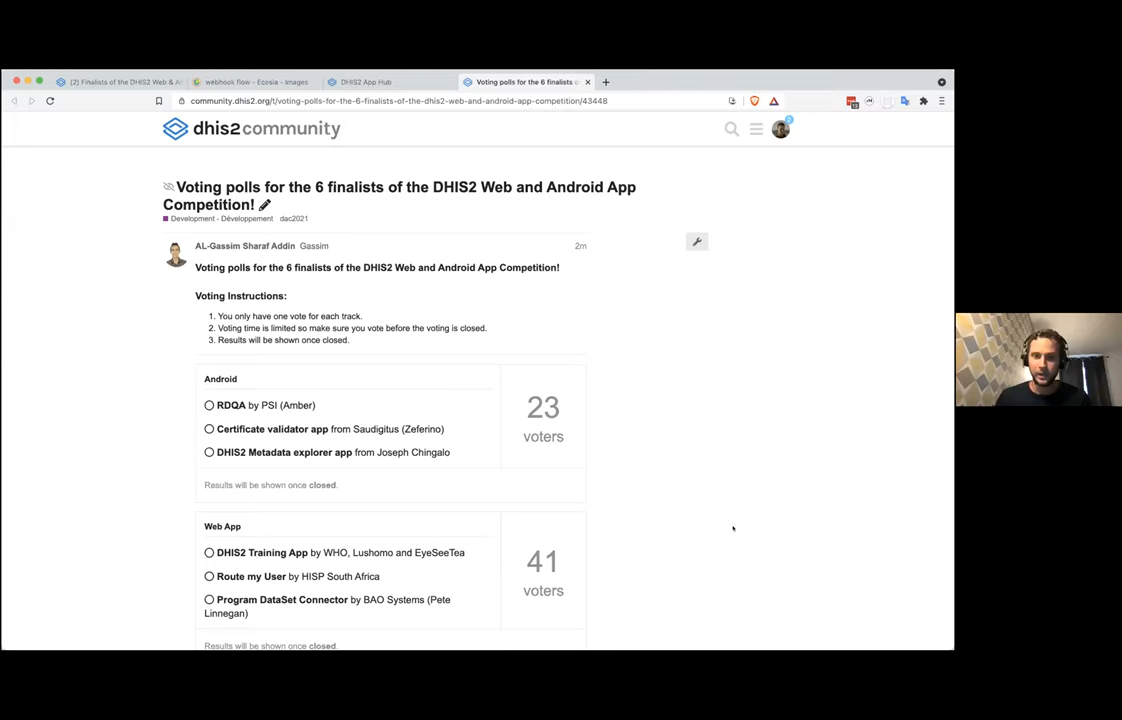 (2) Finalists of the DHIS2 Web & A
webhook flow - Ecosia - Images
DHIS2 App Hub
Voting polls for the 6 finalists o
community.dhis2.org/t/voting-polls-for-the-6-finalists-of-the-dhis2-web-and-android-app-competition/43448
dhis2community
Voting polls for the 6 finalists of the DHIS2 Web and Android App
Competition!
Development - Développement dac2021
AL-Gassim Sharaf Addin Gassim
2m
Voting polls for the 6 finalists of the DHIS2 Web and Android App Competition!
Voting Instructions:
1. You only have one vote for each track.
2. Voting time is limited so make sure you vote before the voting is closed.
3. Results will be shown once closed.
Android
RDQA by PSI (Amber)
Certificate validator app from Saudigitus (Zeferino)
DHIS2 Metadata explorer app from Joseph Chingalo
23
voters
Results will be shown once closed.
Web App
DHIS2 Training App by WHO, Lushomo and EyeSeeTea
Route my User by HISP South Africa
Program DataSet Connector by BAO Systems (Pete
Linnegan)
41
voters
Results will be shown once closed.